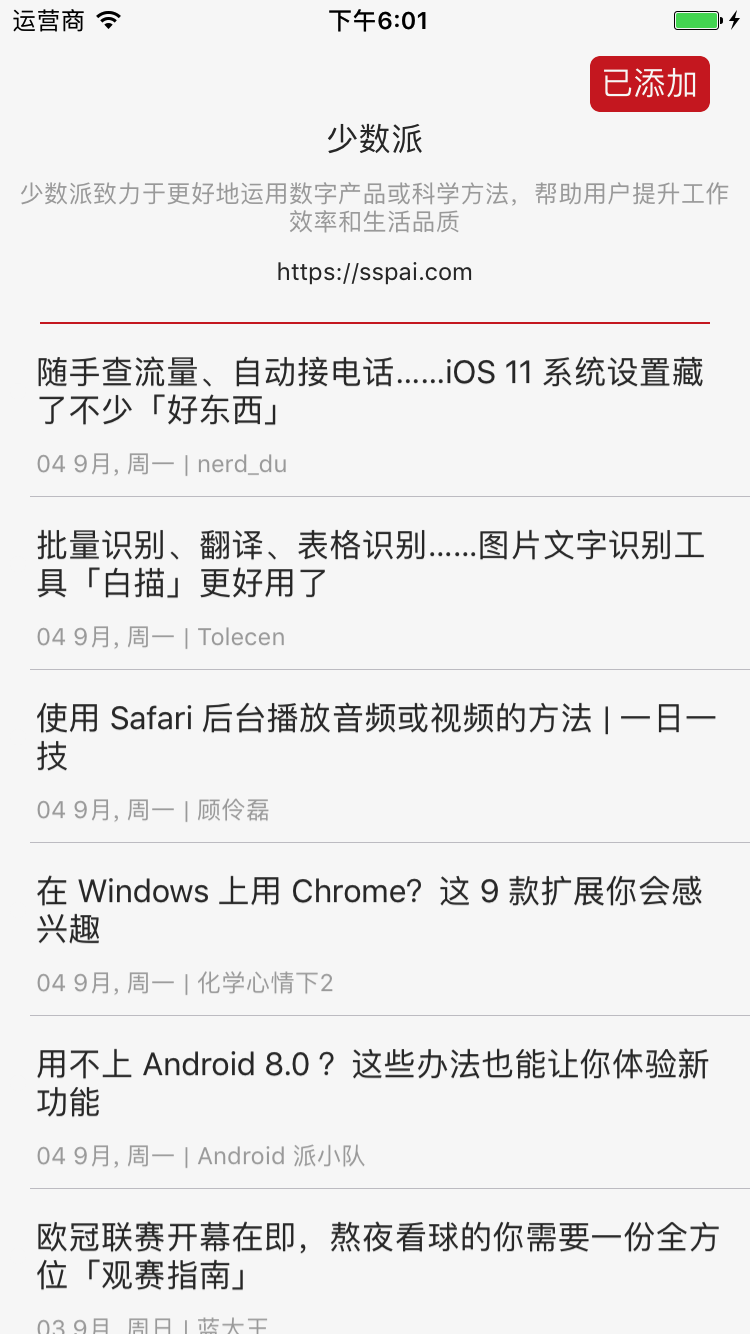 运营商
下午6:01
已添加
少数派
少数派致力于更好地运用数字产品或科学方法，帮助用户提升工作
效率和生活品质
https://sspai.com
随手查流量、自动接电话……iOS 11 系统设置藏
了不少「好东西」
04 9月, 周一 | nerd_du
批量识别、翻译、表格识别……图片文字识别工
具「白描」更好用了
04 9月, 周一 | Tolecen
使用 Safari 后台播放音频或视频的方法 | 一日一
技
04 9月, 周一 | 顾伶磊
在 Windows 上用 Chrome？这 9 款扩展你会感
兴趣
04 9月, 周一 | 化学心情下2
用不上 Android 8.0 ？这些办法也能让你体验新
功能
04 9月, 周一 | Android 派小队
欧冠联赛开幕在即，熬夜看球的你需要一份全方
位「观赛指南」
03 9月, 周日 | 蓝大王